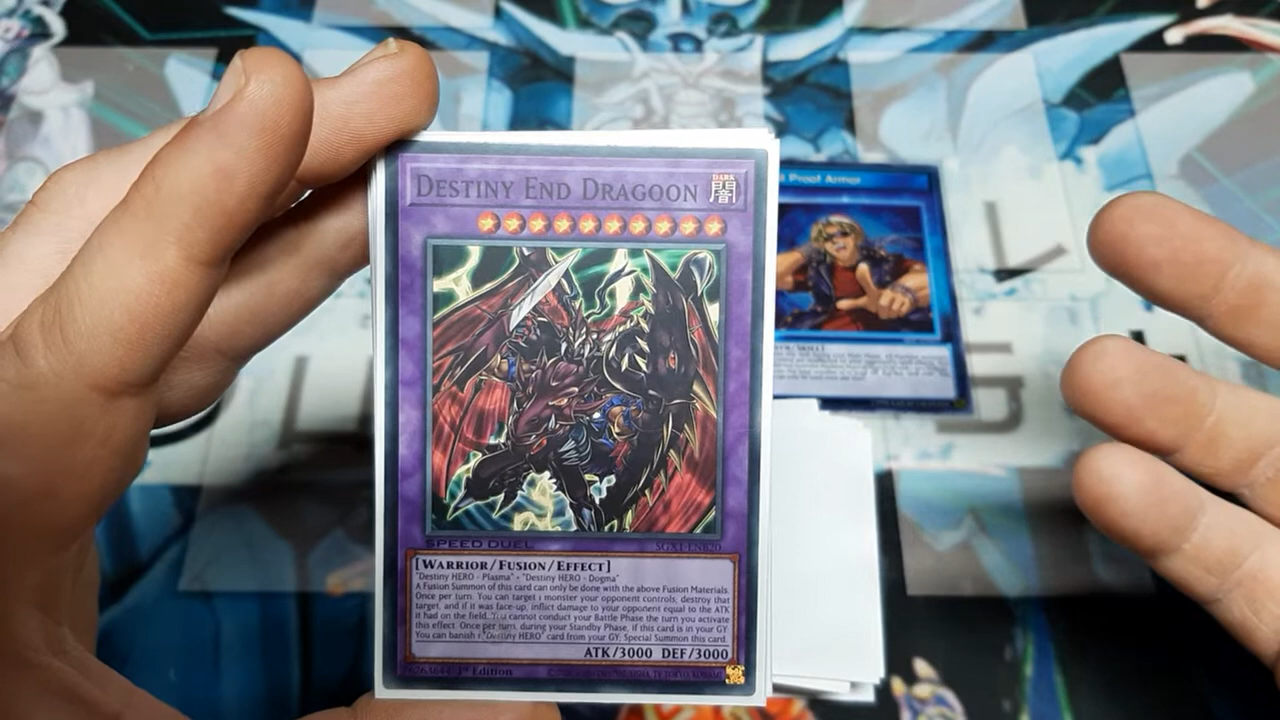 DESTINY END DRAGOON
DARK
闇
SPEED DUEL
SGX1-ENB20
[WARRIOR/FUSION/EFFECT]
"Destiny HERO - Plasma" + "Destiny HERO - Dogma"
A Fusion Summon of this card can only be done with the above Fusion Materials.
Once per turn: You can target 1 monster your opponent controls; destroy that
target, and if it was face-up, inflict damage to your opponent equal to the ATK
it had on the field. You cannot conduct your Battle Phase the turn you activate
this effect. Once per turn, during your Standby Phase, if this card is in your GY:
You can banish 1 "Destiny HERO" card from your GY; Special Summon this card.
ATK/3000 DEF/3000
1st Edition
Proof Armor